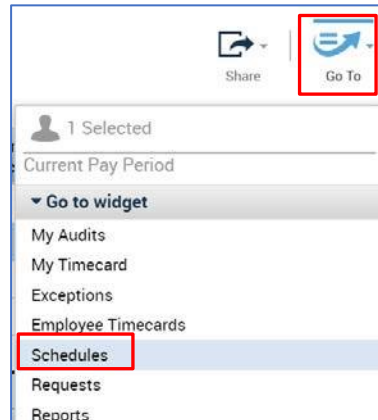 Share
Go To
1 Selected
Current Pay Period
Go to widget
My Audits
My Timecard
Exceptions
Employee Timecards
Schedules
Requests
Reports